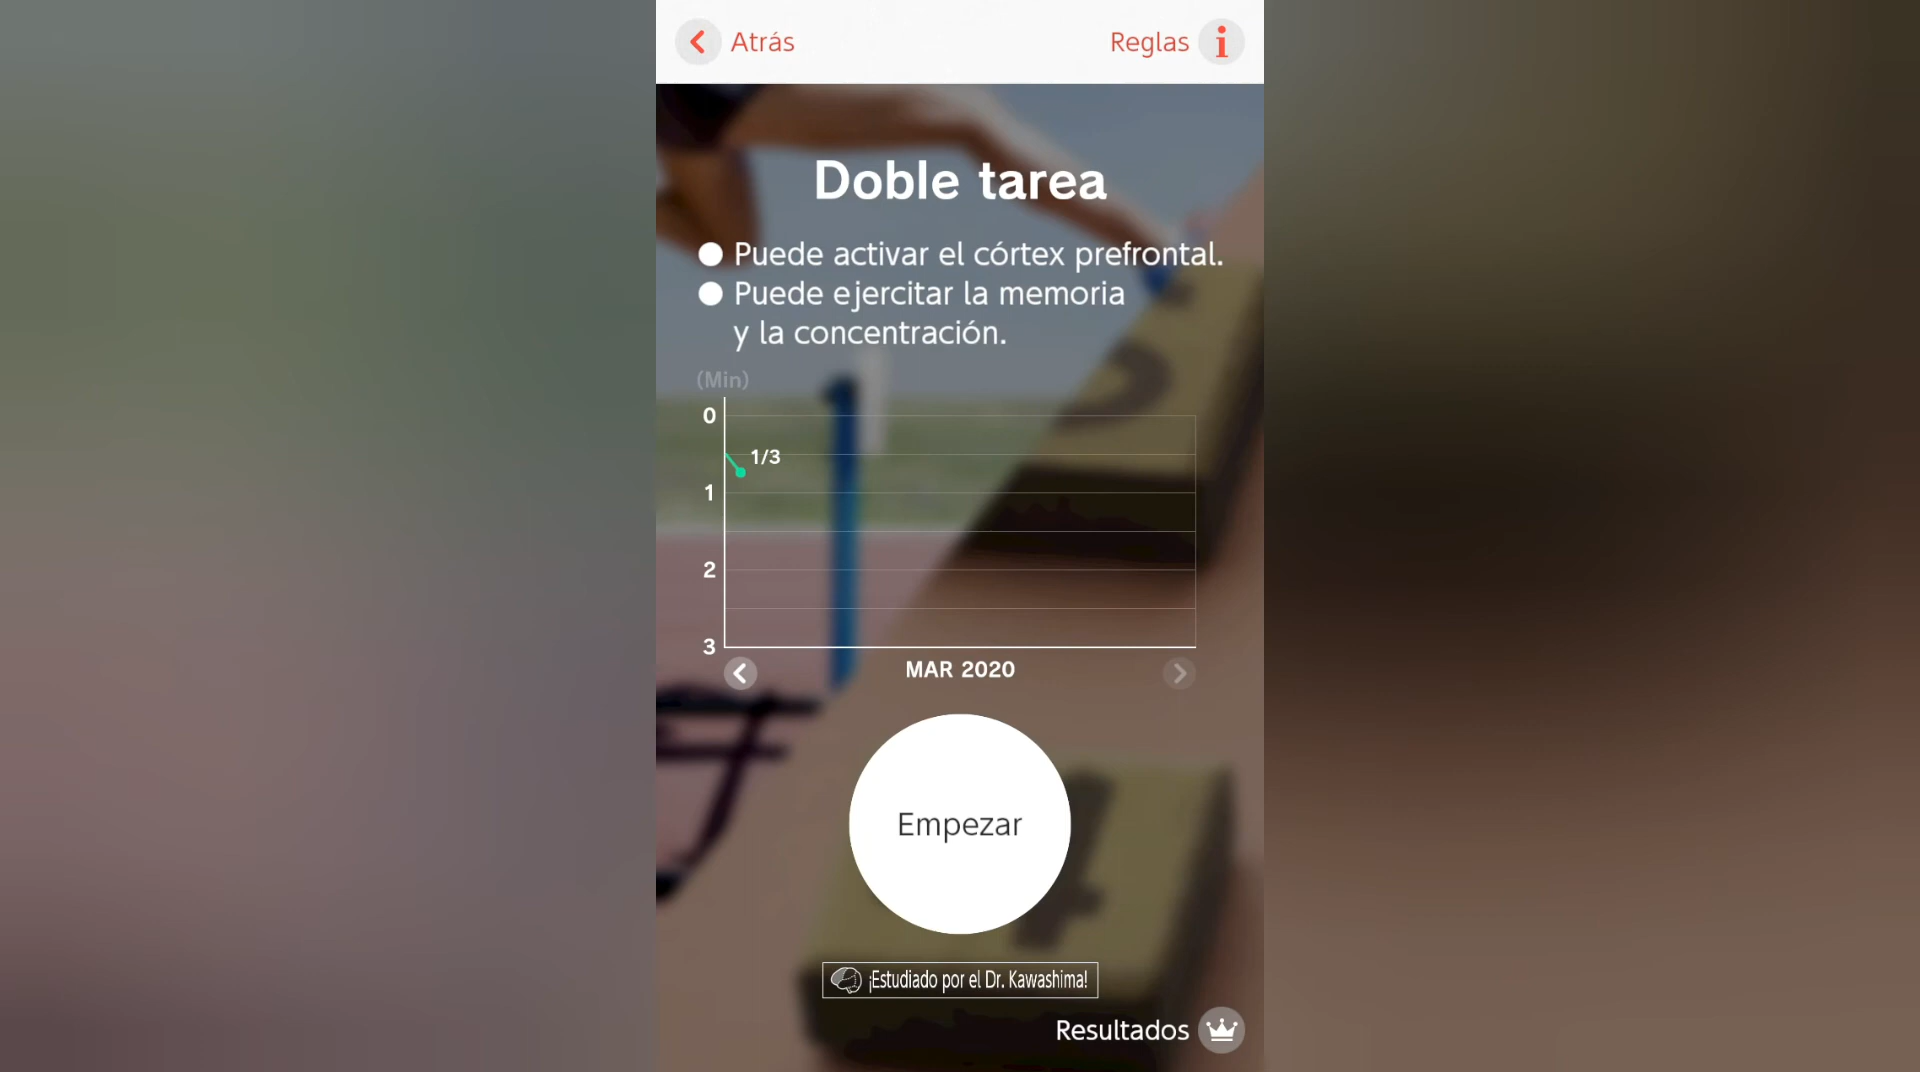 Atrás
Reglas
Doble tarea
Puede activar el córtex prefrontal.
Puede ejercitar la memoria
y la concentración.
(Min)
0
1/3
1
2
3
MAR 2020
Empezar
¡Estudiado por el Dr. Kawashima!
Resultados